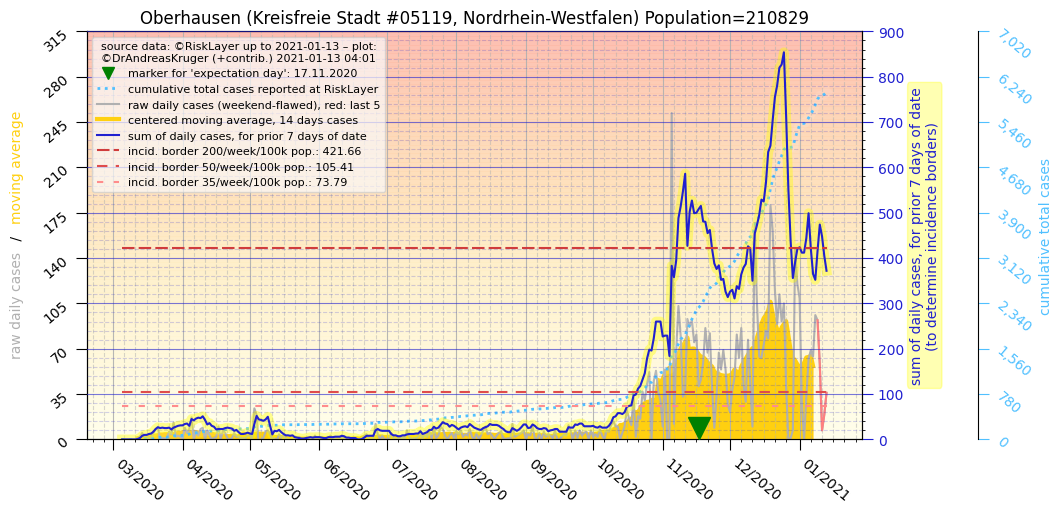 Oberhausen (Kreisfreie Stadt #05119, Nordrhein-Westfalen) Population=210829
source data: ©RiskLayer up to 2021-01-13 – plot:
©DrAndreasKruger (+contrib.) 2021-01-13 04:01
marker for 'expectation day': 17.11.2020
cumulative total cases reported at RiskLayer
raw daily cases (weekend-flawed), red: last 5
centered moving average, 14 days cases
sum of daily cases, for prior 7 days of date
incid. border 200/week/100k pop.: 421.66
incid. border 50/week/100k pop.: 105.41
incid. border 35/week/100k pop.: 73.79
raw daily cases / moving average
315
280
245
210
175
140
105
70
35
0
03/2020
04/2020
05/2020
06/2020
07/2020
08/2020
09/2020
10/2020
11/2020
12/2020
01/2021
900
800
700
600
500
400
300
200
100
0
sum of daily cases, for prior 7 days of date
(to determine incidence borders)
7,020
6,240
5,460
4,680
3,900
3,120
2,340
1,560
780
0
cumulative total cases